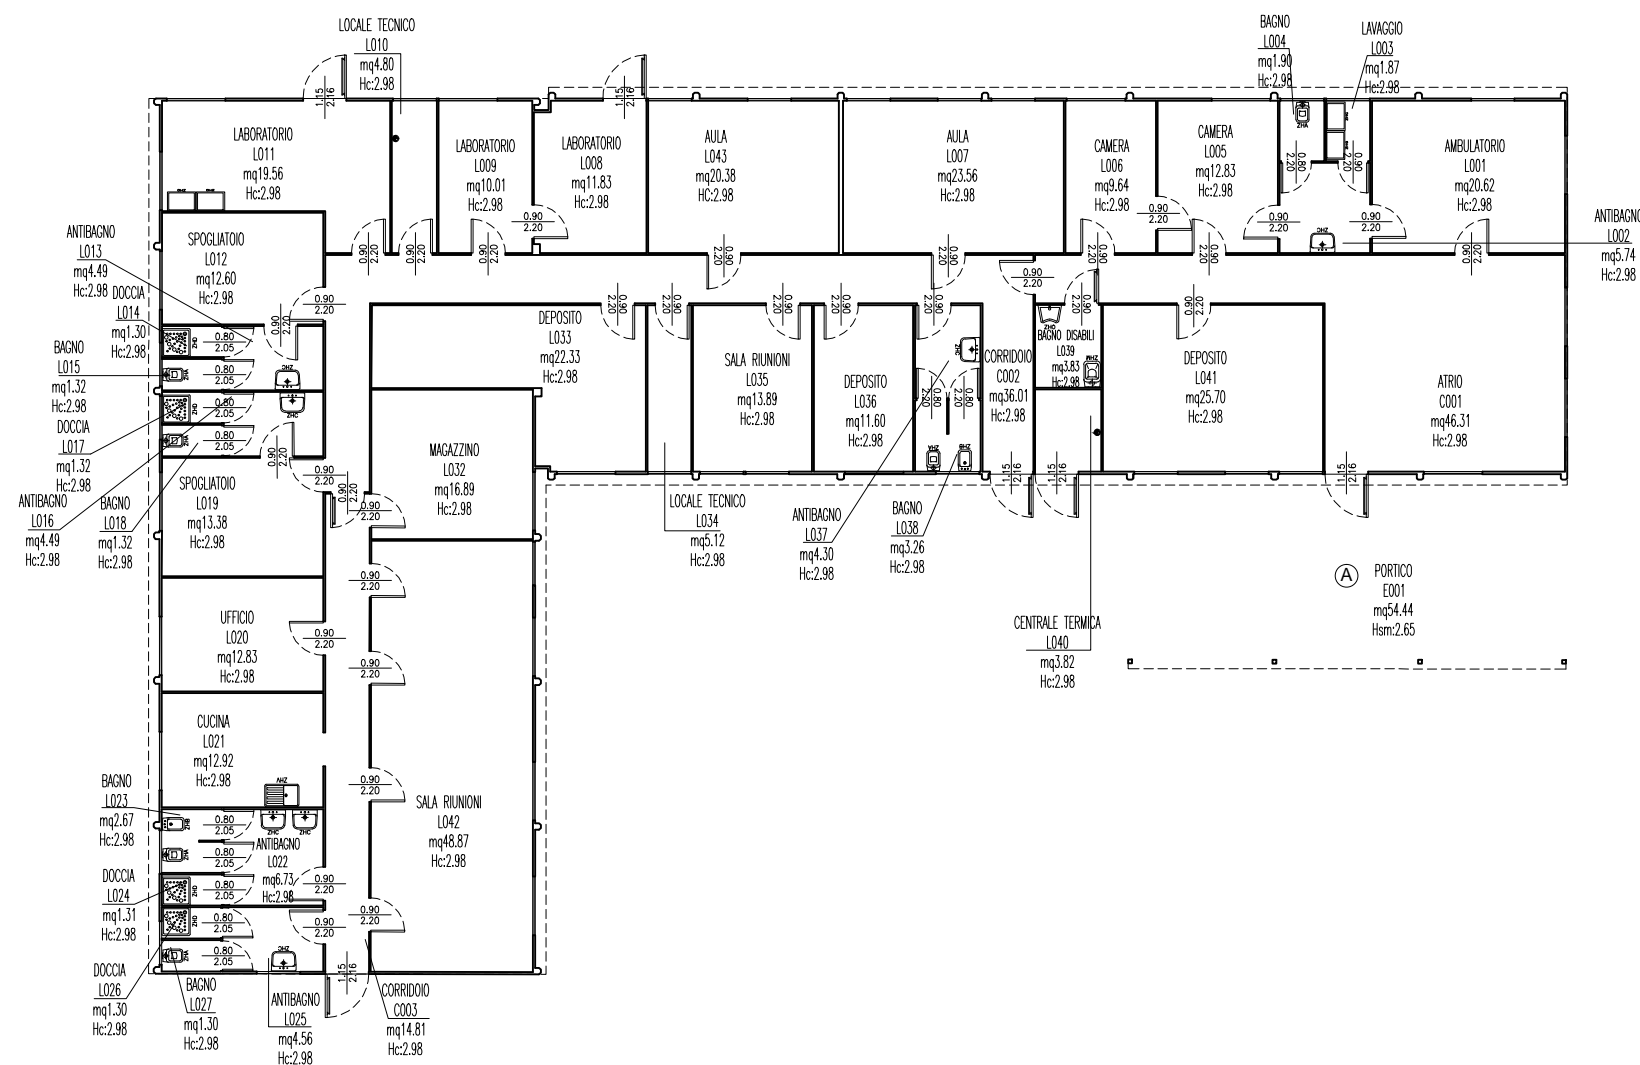 LOCALE TECNICO
L010
mq4.80
Hc:2.98
BAGNO
L004
mq1.90
Hc:2.98
LAVAGGIO
L003
mq1.87
Hc:2.98
LABORATORIO
L011
mq19.56
Hc:2.98
LABORATORIO
L009
mq10.01
Hc:2.98
LABORATORIO
L008
mq11.83
Hc:2.98
AULA
L043
mq20.38
HC:2.98
AULA
L007
mq23.56
Hc:2.98
CAMERA
L006
mq9.64
Hc:2.98
CAMERA
L005
mq12.83
Hc:2.98
AMBULATORIO
L001
mq20.62
Hc:2.98
ANTIBAGNO
L002
mq5.74
Hc:2.98
ANTIBAGNO
L013
mq4.49
Hc:2.98
SPOGLIATOIO
L012
mq12.60
Hc:2.98
DOCCIA
L014
mq1.30
Hc:2.98
BAGNO
L015
mq1.32
Hc:2.98
DOCCIA
L017
mq1.32
Hc:2.98
ANTIBAGNO
L016
mq4.49
Hc:2.98
BAGNO
L018
mq1.32
Hc:2.98
SPOGLIATOIO
L019
mq13.38
Hc:2.98
DEPOSITO
L033
mq22.33
Hc:2.98
MAGAZZINO
L032
mq16.89
Hc:2.98
SALA RIUNIONI
L035
mq13.89
Hc:2.98
DEPOSITO
L036
mq11.60
Hc:2.98
CORRIDOIO
C002
mq36.01
Hc:2.98
BAGNO DISABILI
L039
mq3.83
Hc:2.98
DEPOSITO
L041
mq25.70
Hc:2.98
ATRIO
C001
mq46.31
Hc:2.98
LOCALE TECNICO
L034
mq5.12
Hc:2.98
ANTIBAGNO
L037
mq4.30
Hc:2.98
BAGNO
L038
mq3.26
Hc:2.98
CENTRALE TERMICA
L040
mq3.82
Hc:2.98
A
PORTICO
E001
mq54.44
Hsm:2.65
UFFICIO
L020
mq12.83
Hc:2.98
CUCINA
L021
mq12.92
Hc:2.98
SALA RIUNIONI
L042
mq48.87
Hc:2.98
BAGNO
L023
mq2.67
Hc:2.98
ANTIBAGNO
L022
mq6.73
Hc:2.98
DOCCIA
L024
mq1.31
Hc:2.98
DOCCIA
L026
mq1.30
Hc:2.98
BAGNO
L027
mq1.30
Hc:2.98
ANTIBAGNO
L025
mq4.56
Hc:2.98
CORRIDOIO
C003
mq14.81
Hc:2.98